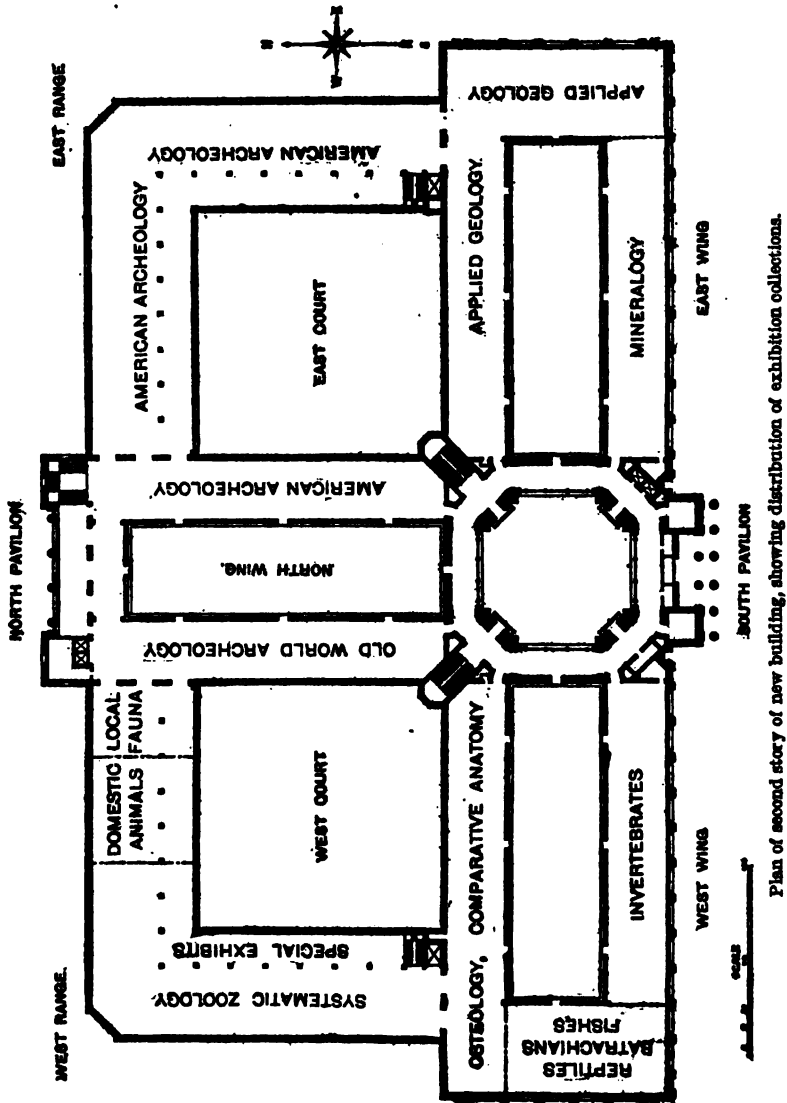 NORTH PAVILION.
WEST RANGE.
EAST RANGE
DOMESTIC
ANIMALS
LOCAL
FAUNA
AMERICAN ARCHEOLOGY
SYSTEMATIC ZOOLOGY.
SPECIAL EXHIBITS
WEST COURT
OLD WORLD ARCHEOLOGY
NORTH WING.
AMERICAN ARCHEOLOGY
EAST COURT
AMERICAN ARCHEOLOGY
W
OSTEOLOGY, COMPARATIVE ANATOMY
APPLIED GEOLOGY.
APPLIED GEOLOGY
REPTILES
BATRACHIANS
FISHES
INVERTEBRATES
MINERALOGY
WEST WING
SOUTH PAVILION
EAST WING
SCALE
Plan of second story of new building, showing distribution of exhibition collections.